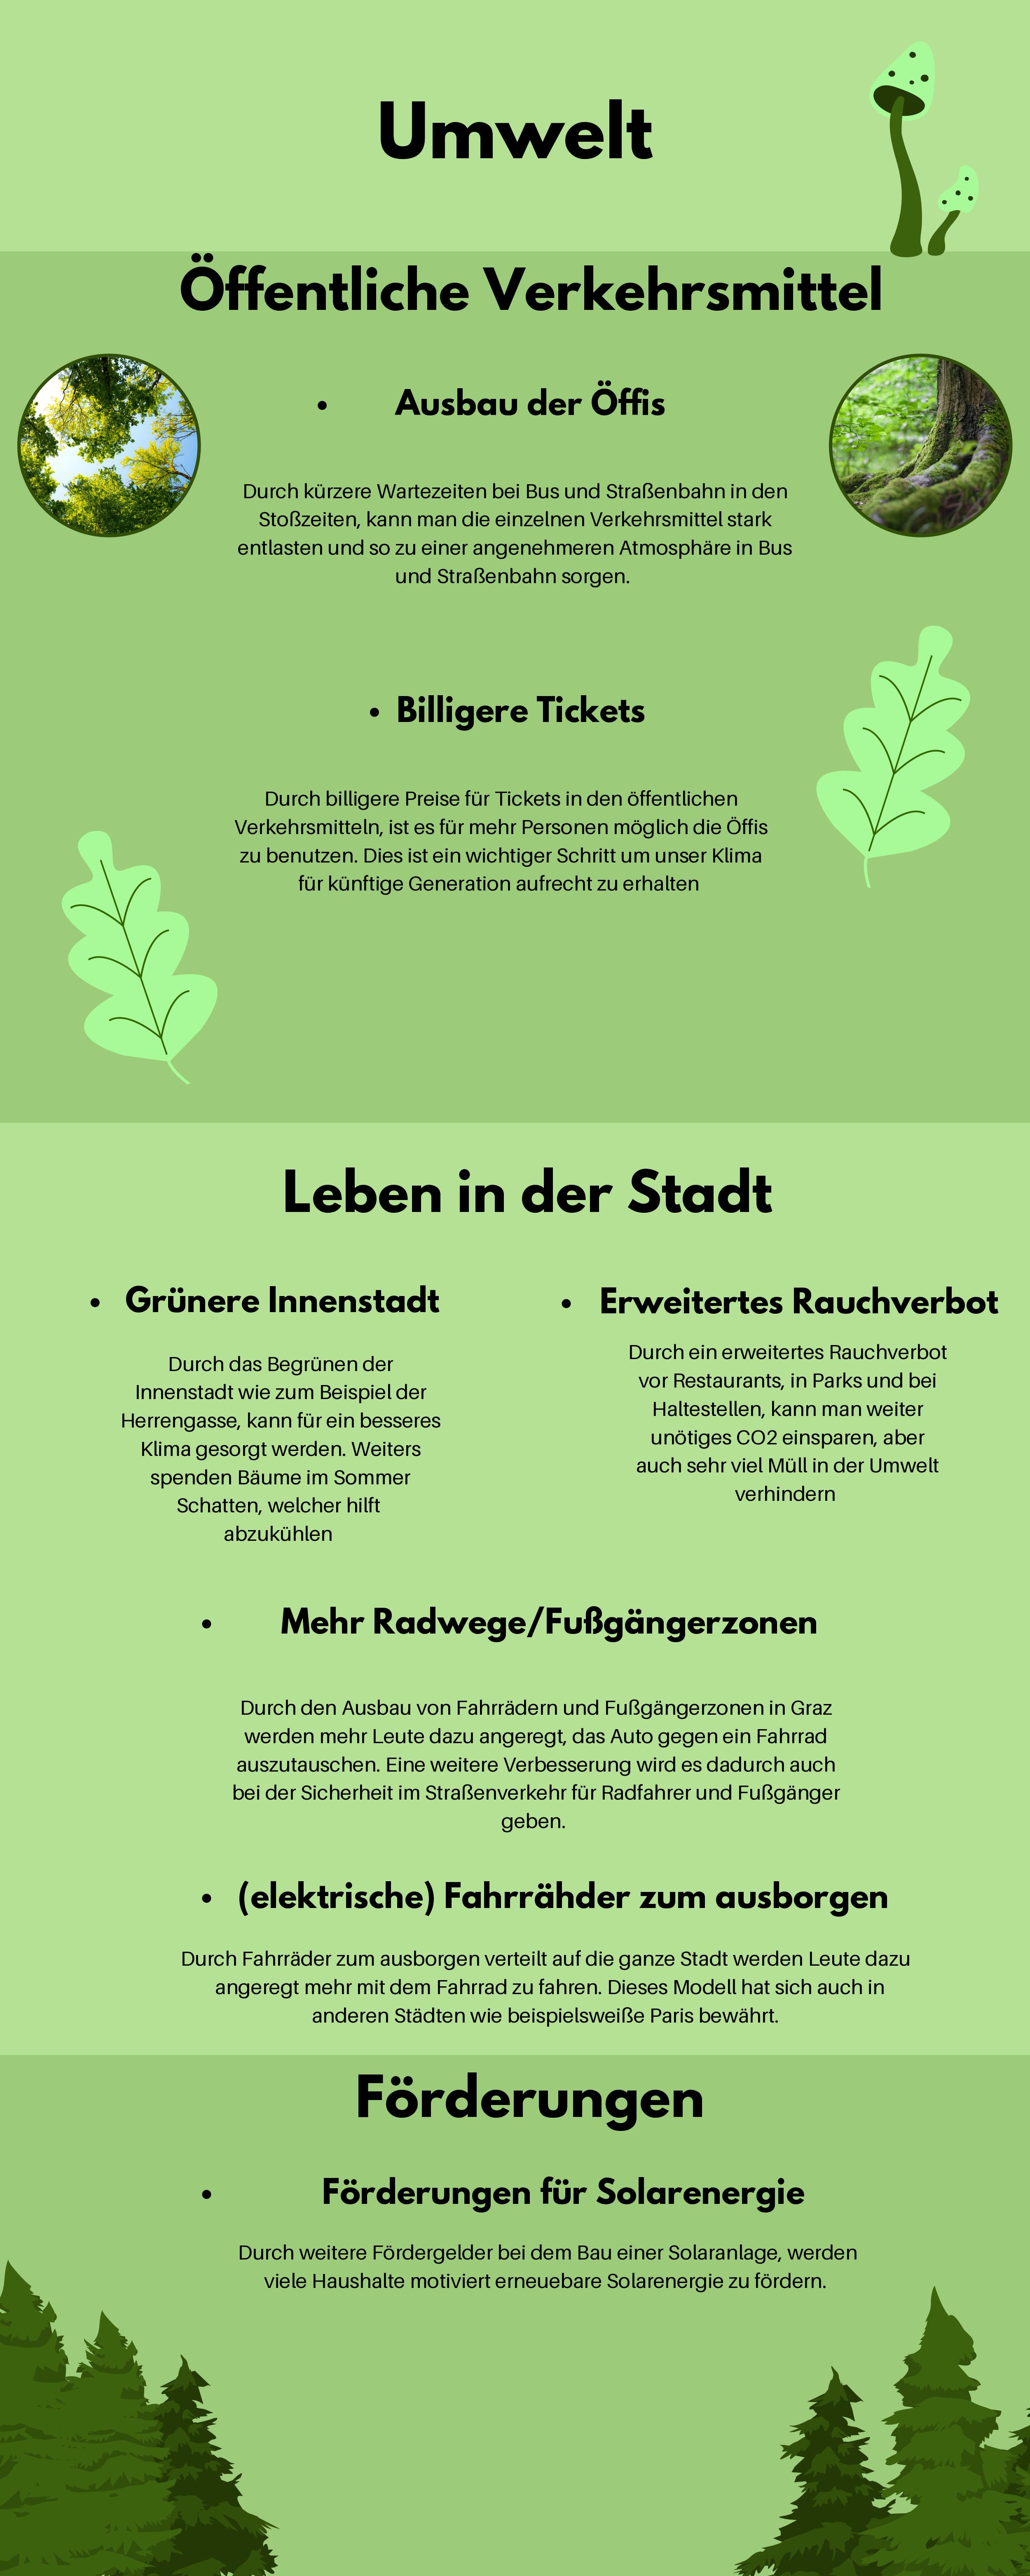 Umwelt
Öffentliche Verkehrsmittel
• Ausbau der Öffis
Durch kürzere Wartezeiten bei Bus und Straßenbahn in den
Stoßzeiten, kann man die einzelnen Verkehrsmittel stark
entlasten und so zu einer angenehmeren Atmosphäre in Bus
und Straßenbahn sorgen.
• Billigere Tickets
Durch billigere Preise für Tickets in den öffentlichen
Verkehrsmitteln, ist es für mehr Personen möglich die Öffis
zu benutzen. Dies ist ein wichtiger Schritt um unser Klima
für künftige Generation aufrecht zu erhalten
Leben in der Stadt
• Grünere Innenstadt
Durch das Begrünen der
Innenstadt wie zum Beispiel der
Herrengasse, kann für ein besseres
Klima gesorgt werden. Weiters
spenden Bäume im Sommer
Schatten, welcher hilft
abzukühlen
• Erweitertes Rauchverbot
Durch ein erweitertes Rauchverbot
vor Restaurants, in Parks und bei
Haltestellen, kann man weiter
unötiges CO2 einsparen, aber
auch sehr viel Müll in der Umwelt
verhindern
• Mehr Radwege/Fußgängerzonen
Durch den Ausbau von Fahrrädern und Fußgängerzonen in Graz
werden mehr Leute dazu angeregt, das Auto gegen ein Fahrrad
auszutauschen. Eine weitere Verbesserung wird es dadurch auch
bei der Sicherheit im Straßenverkehr für Radfahrer und Fußgänger
geben.
• (elektrische) Fahrrähder zum ausborgen
Durch Fahrräder zum ausborgen verteilt auf die ganze Stadt werden Leute dazu
angeregt mehr mit dem Fahrrad zu fahren. Dieses Modell hat sich auch in
anderen Städten wie beispielsweiße Paris bewährt.
Förderungen
• Förderungen für Solarenergie
Durch weitere Fördergelder bei dem Bau einer Solaranlage, werden
viele Haushalte motiviert erneuebare Solarenergie zu fördern.